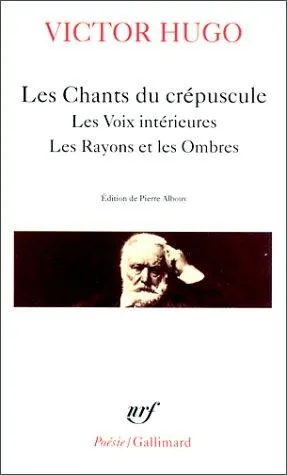 VICTOR HUGO
Les Chants du crépuscule
Les Voix intérieures
Les Rayons et les Ombres
Édition de Pierre Albouy
nrf
Poésie/Gallimard